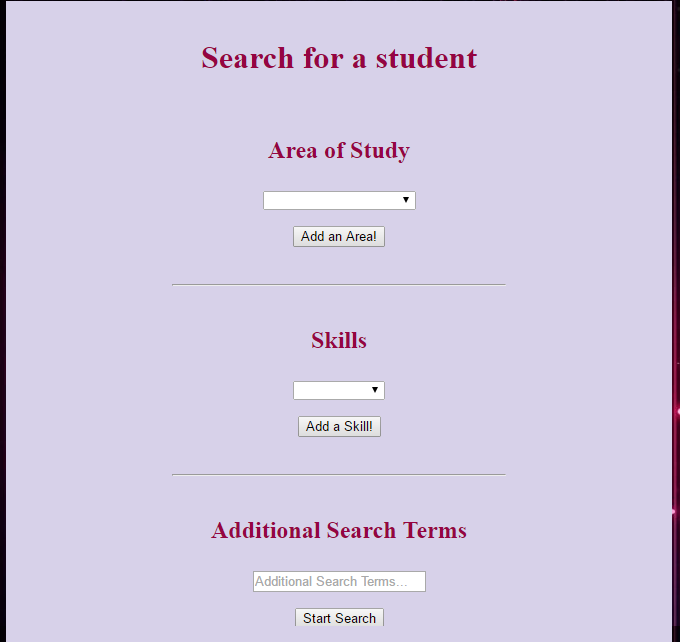 Search for a student
Area of Study
Add an Area!
Skills
Add a Skill!
Additional Search Terms
Additional Search Terms...
Start Search